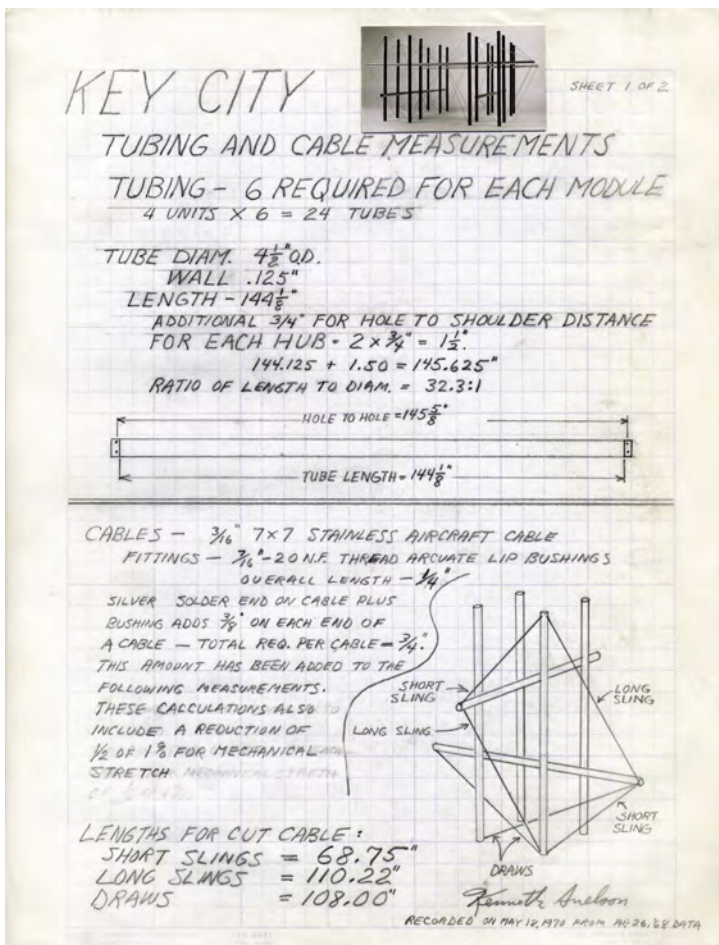 KEY CITY
SHEET 1 OF 2
TUBING AND CABLE MEASUREMENTS
TUBING - 6 REQUIRED FOR EACH MODULE
4 UNITS X 6 = 24 TUBES
TUBE DIAM. 4½" O.D.
WALL .125"
LENGTH - 144⅛"
ADDITIONAL 3/4" FOR HOLE TO SHOULDER DISTANCE
FOR EACH HUB - 2 x ¾" = 1½"
144.125 + 1.50 = 145.625"
RATIO OF LENGTH TO DIAM. = 32.3:1
HOLE TO HOLE = 145⅝"
TUBE LENGTH = 144⅛"
CABLES - 3/16" 7x7 STAINLESS AIRCRAFT CABLE
FITTINGS - 3/16"-20 N.F. THREAD ARCUATE LIP BUSHINGS
OVERALL LENGTH - ¼"
SILVER SOLDER END ON CABLE PLUS
BUSHING ADDS ⅜" ON EACH END OF
A CABLE - TOTAL REQ. PER CABLE = ¾".
THIS AMOUNT HAS BEEN ADDED TO THE
FOLLOWING MEASUREMENTS.
THESE CALCULATIONS ALSO
INCLUDE A REDUCTION OF
½ OF 1% FOR MECHANICAL
STRETCH
SHORT
SLING
LONG SLING
LONG
SLING
SHORT
SLING
DRAWS
LENGTHS FOR CUT CABLE:
SHORT SLINGS = 68.75"
LONG SLINGS = 110.22"
DRAWS = 108.00"
Kenneth Snelson
RECORDED ON MAY 18, 1970 FROM AP 26, '68 DATA